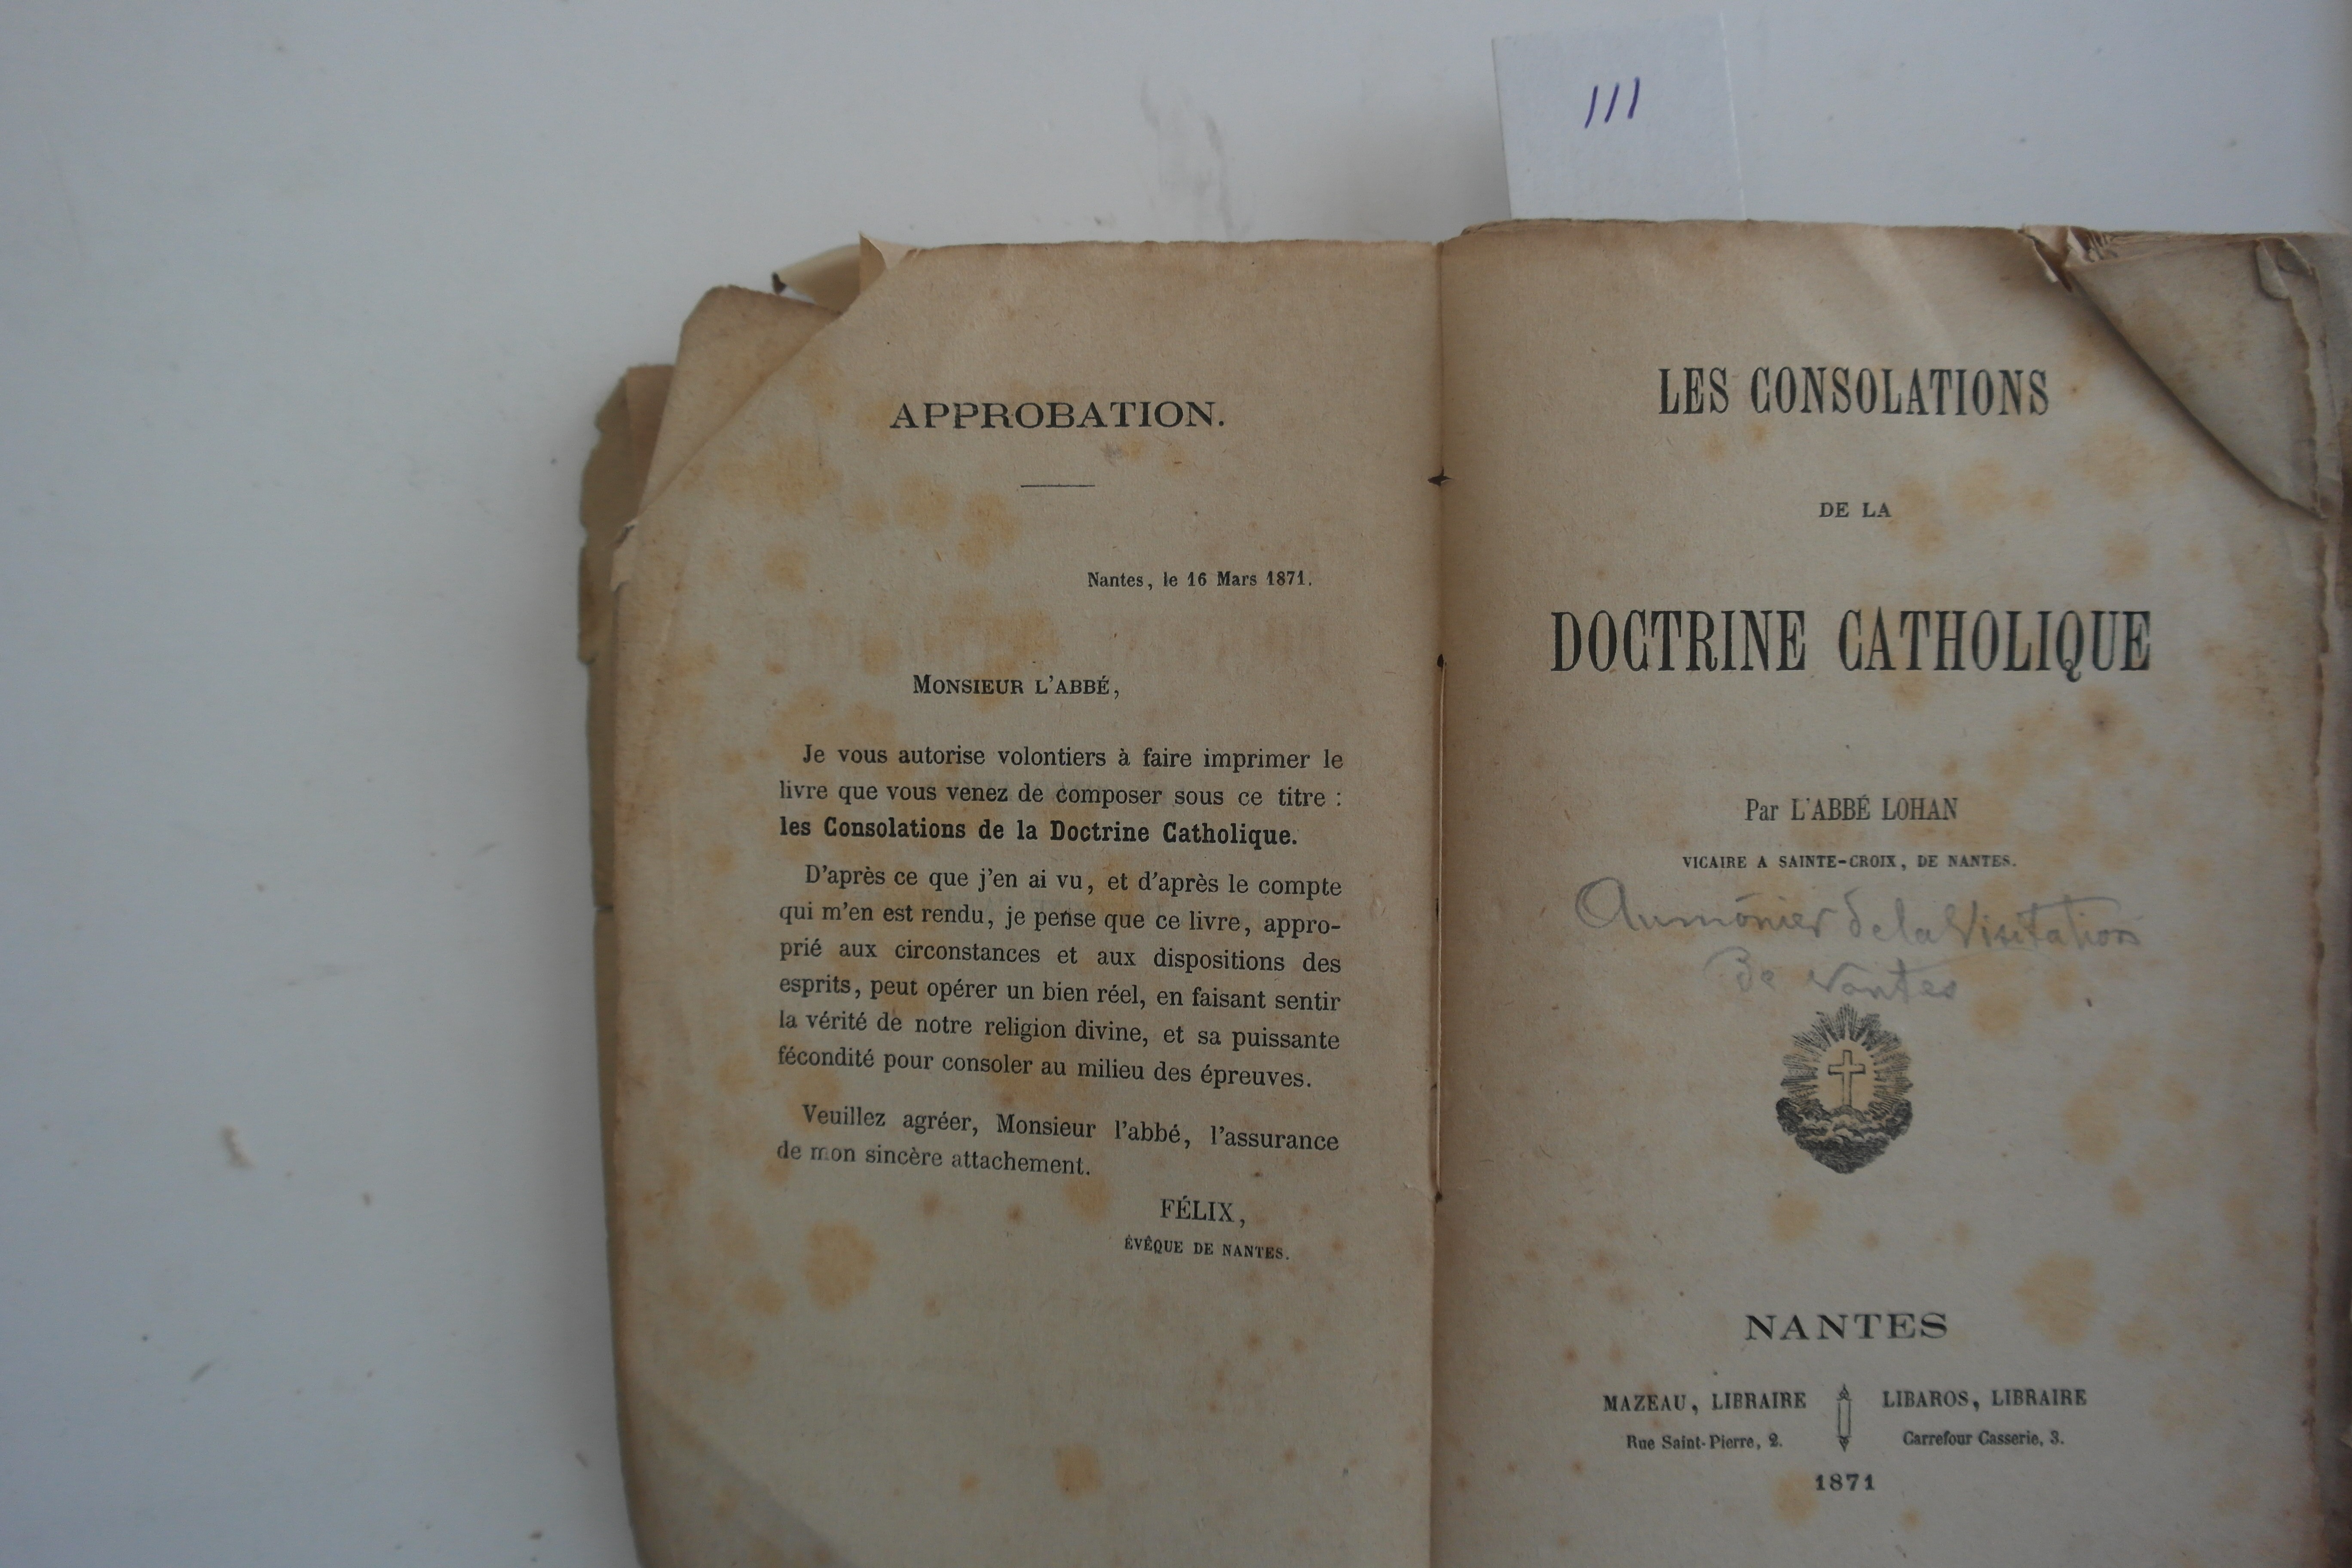 111
APPROBATION.
Nantes, le 16 Mars 1871.
MONSIEUR L'ABBÉ,
Je vous autorise volontiers à faire imprimer le
livre que vous venez de composer sous ce titre :
les Consolations de la Doctrine Catholique.
D'après ce que j'en ai vu, et d'après le compte
qui m'en est rendu, je pense que ce livre, appro-
prié aux circonstances et aux dispositions des
esprits, peut opérer un bien réel, en faisant sentir
la vérité de notre religion divine, et sa puissante
fécondité pour consoler au milieu des épreuves.
Veuillez agréer, Monsieur l'abbé, l'assurance
de mon sincère attachement.
FÉLIX,
ÉVÊQUE DE NANTES.
LES CONSOLATIONS
DE LA
DOCTRINE CATHOLIQUE
Par L'ABBÉ LOHAN
VICAIRE A SAINTE-CROIX, DE NANTES.
Aumônier de la Visitation
De Nantes
NANTES
MAZEAU, LIBRAIRE
Rue Saint-Pierre, 2.
LIBAROS, LIBRAIRE
Carrefour Casserie, 3.
1871